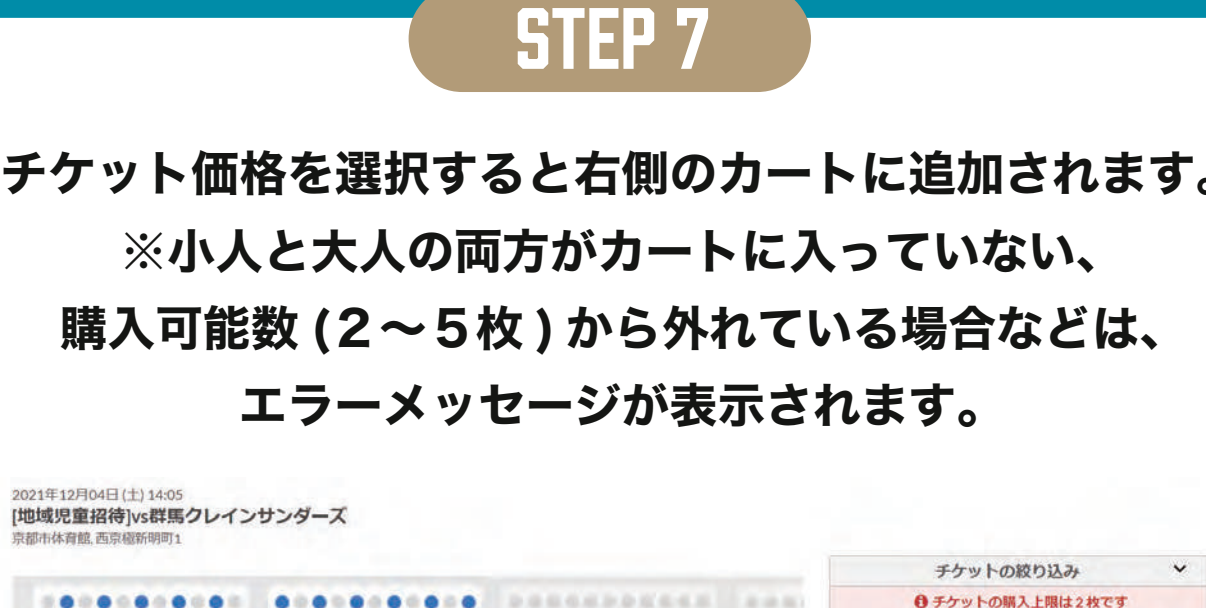 STEP 7
チケット価格を選択すると右側のカートに追加されます。
※小人と大人の両方がカートに入っていない、
購入可能数 (２～５枚 ) から外れている場合などは、
エラーメッセージが表示されます。
2021年12月04日 (土) 14:05
[地域児童招待]vs群馬クレインサンダーズ
京都市体育館, 西京極新明町1
チケットの絞り込み
チケットの購入上限は2枚です